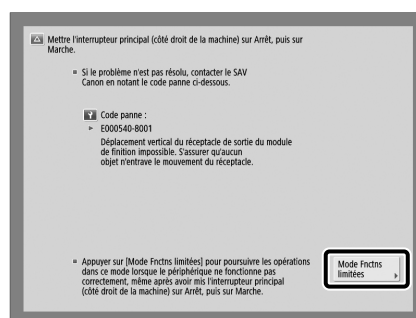 Mettre l'interrupteur principal (côté droit de la machine) sur Arrêt, puis sur
Marche.
Si le problème n'est pas résolu, contacter le SAV
Canon en notant le code panne ci-dessous.
Code panne :
E000540-8001
Déplacement vertical du réceptacle de sortie du module
de finition impossible. S'assurer qu'aucun
objet n'entrave le mouvement du réceptacle.
Appuyer sur [Mode Fnctns limitées] pour poursuivre les opérations
dans ce mode lorsque le périphérique ne fonctionne pas
correctement, même après avoir mis l'interrupteur principal
(côté droit de la machine) sur Arrêt, puis sur Marche.
Mode Fnctns
limitées